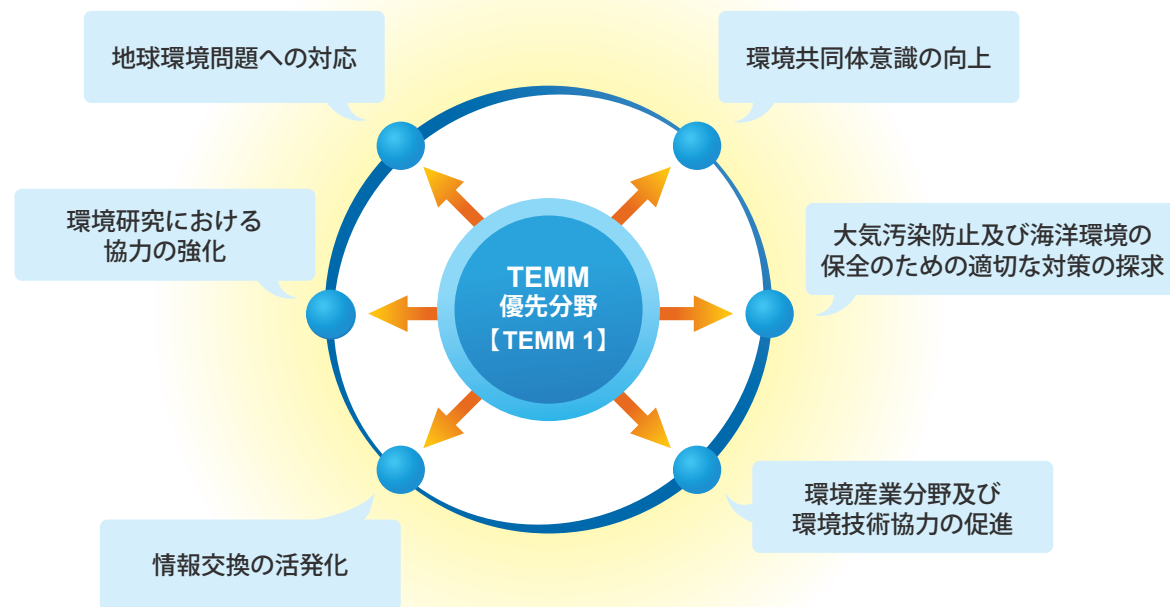 地球環境問題への対応
環境共同体意識の向上
環境研究における
協力の強化
大気汚染防止及び海洋環境の
保全のための適切な対策の探求
TEMM
優先分野
【TEMM 1】
環境産業分野及び
環境技術協力の促進
情報交換の活発化